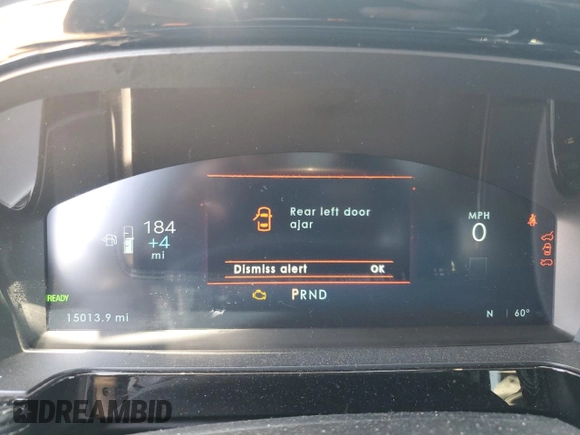 Rear left door
ajar
184
+4
mi
MPH
0
Dismiss alert OK
READY
PRND
15013.9 mi
N 60°
DREAMBID